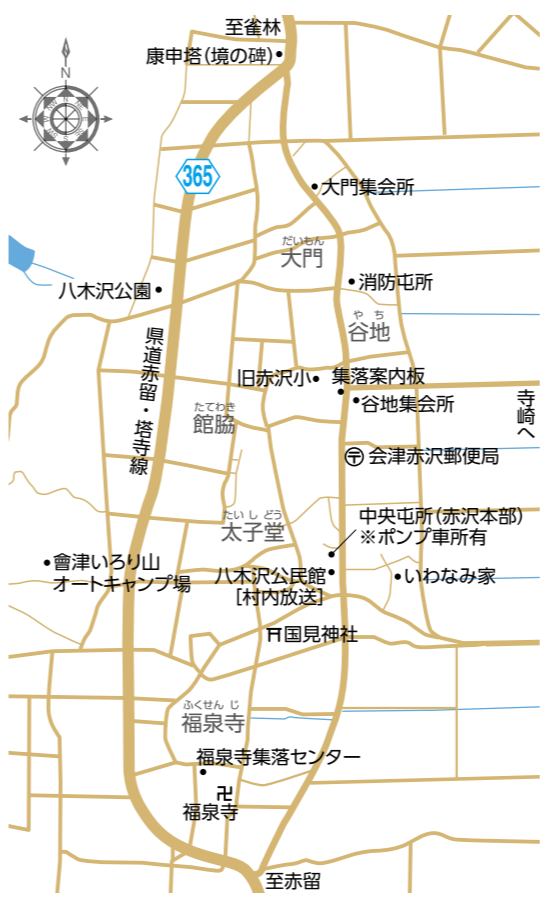 至雀林
康申塔(境の碑)
N
365
大門集会所
だいもん
大門
消防屯所
八木沢公園
やち
谷地
県道赤留・塔寺線
旧赤沢小
集落案内板
谷地集会所
寺崎へ
たてわき
館脇
〒会津赤沢郵便局
たいしどう
太子堂
中央屯所(赤沢本部)
※ポンプ車所有
會津いろり山
オートキャンプ場
八木沢公民館
[村内放送]
いわなみ家
国見神社
ふくせんじ
福泉寺
福泉寺集落センター
卍
福泉寺
至赤留